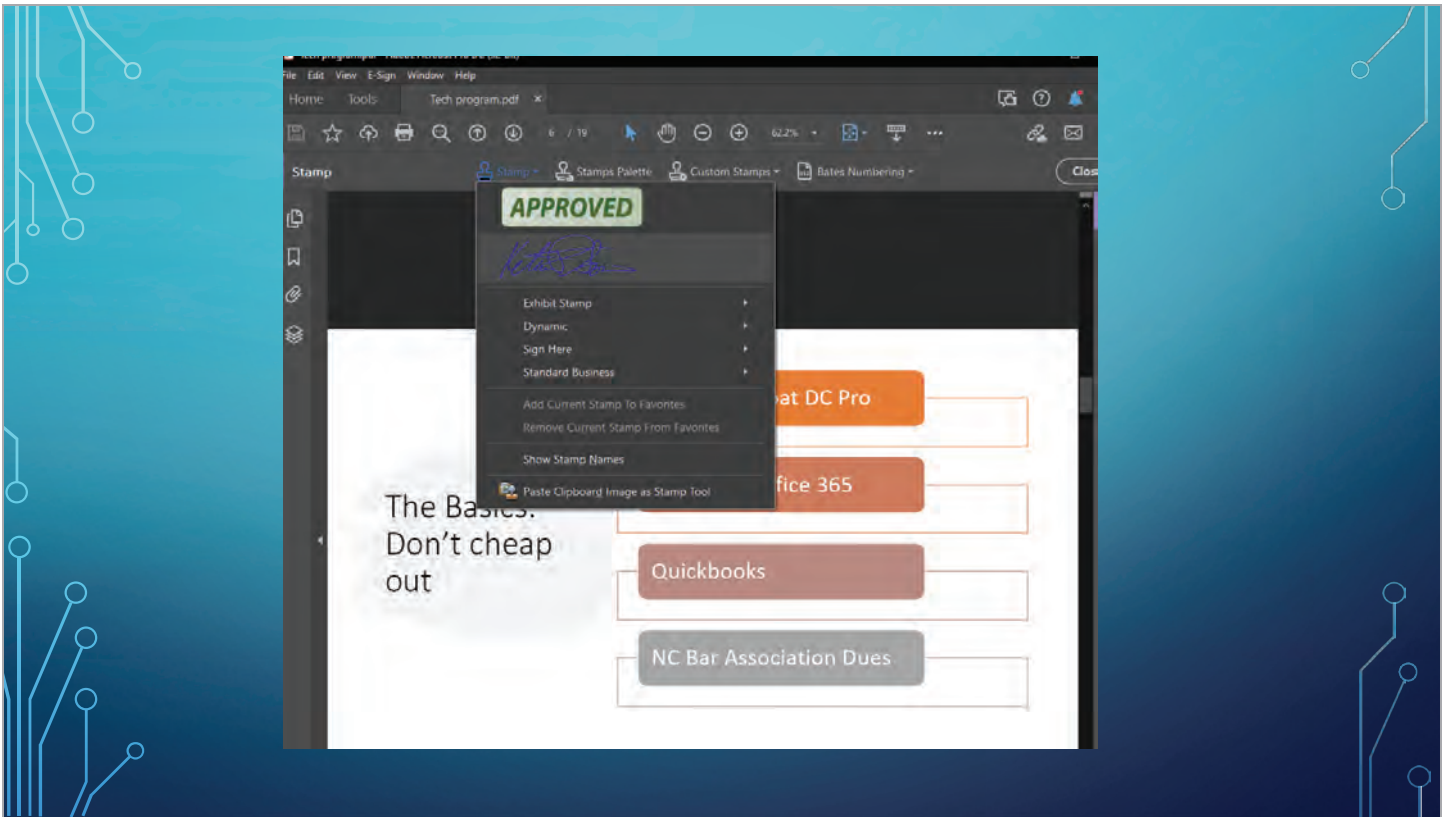 File Edit View E-Sign Window Help
Home Tools Tech program.pdf ×
6 / 19 62.2%
Stamp Stamp Stamps Palette Custom Stamps Bates Numbering Clos
APPROVED
Exhibit Stamp
Dynamic
Sign Here
Standard Business
Add Current Stamp To Favorites
Remove Current Stamp From Favorites
Show Stamp Names
Paste Clipboard Image as Stamp Tool
The Basics:
Don't cheap
out
at DC Pro
fice 365
Quickbooks
NC Bar Association Dues